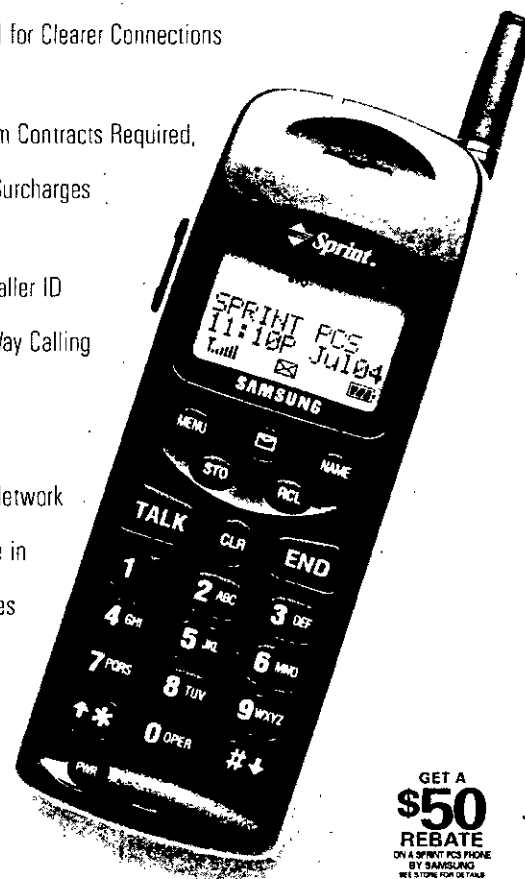 for Clearer Connections
Contracts Required,
Surcharges
aller ID
Way Calling
Network
in
es
Sprint.
SPRINT PCS
11:10P Jul04
SAMSUNG
MENU
NAME
STO
RCL
TALK
CLR
END
1
2 ABC
3 DEF
4 GHI
5 JKL
6 MNO
7 PQRS
8 TUV
9 WXYZ
*
0 OPER
#
PWR
GET A
$50
REBATE
ON A SPRINT PCS PHONE
BY SAMSUNG
SEE STORE FOR DETAILS